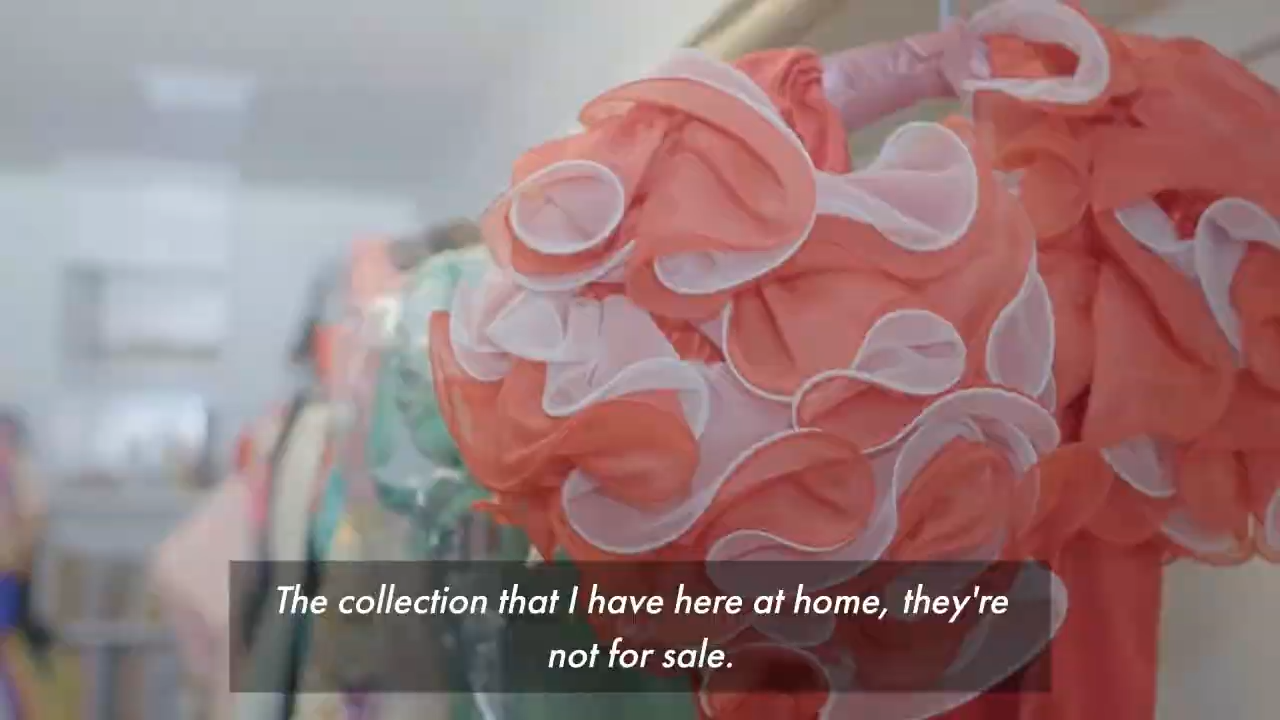 The collection that I have here at home, they're
not for sale.